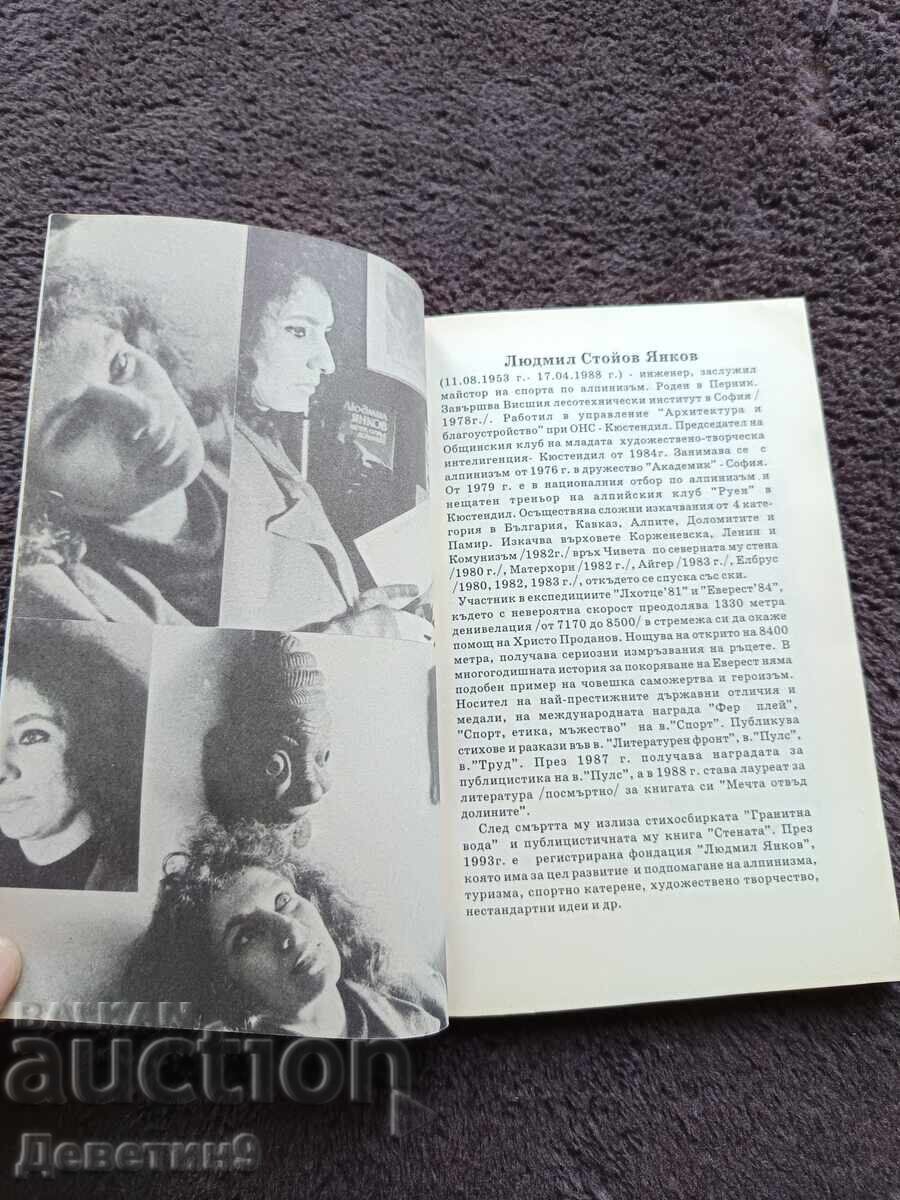 Людмил Стойов Янков
(11.08.1953 г.- 17.04.1988 г.) - инженер, заслужил
майстор на спорта по алпинизъм. Роден в Перник.
Завършва Висшия лесотехнически институт в София /
1978г./. Работил в управление "Архитектура и
благоустройство" при ОНС - Кюстендил. Председател на
Общинския клуб на младата художествено-творческа
интелигенция- Кюстендил от 1984г. Занимава се с
алпинизъм от 1976 г. в дружество "Академик" - София.
От 1979 г. е в националния отбор по алпинизъм и
нещатен треньор на алпийския клуб "Руен" в
Кюстендил. Осъществява сложни изкачвания от 4 кате-
гория в България, Кавказ, Алпите, Доломитите и
Памир. Изкачва върховете Корженевска, Ленин и
Комунизъм /1982г./ връх Чивета по северната му стена
/1980 г./, Матерхорн /1982 г./, Айгер /1983 г./, Елбрус
/1980, 1982, 1983 г./, откъдето се спуска със ски.
Участник в експедициите "Лхотце'81" и "Еверест'84",
където с невероятна скорост преодолява 1330 метра
денивелация /от 7170 до 8500/ в стремежа си да окаже
помощ на Христо Проданов. Нощува на открито на 8400
метра, получава сериозни измръзвания на ръцете. В
многогодишната история за покоряване на Еверест няма
подобен пример на човешка саможертва и героизъм.
Носител на най-престижните държавни отличия и
медали, на международната награда "Фер плей",
"Спорт, етика, мъжество" на в."Спорт". Публикува
стихове и разкази във в. "Литературен фронт", в."Пулс",
в."Труд". През 1987 г. получава наградата за
публицистика на в."Пулс", а в 1988 г. става лауреат за
литература /посмъртно/ за книгата си "Мечта отвъд
долините".
След смъртта му излиза стихосбирката "Гранитна
вода" и публицистичната му книга "Стената". През
1993г. е регистрирана фондация "Людмил Янков",
която има за цел развитие и подпомагане на алпинизма,
туризма, спортно катерене, художествено творчество,
нестандартни идеи и др.
ЯНКОВ
BALKAN
auction
Деветин9